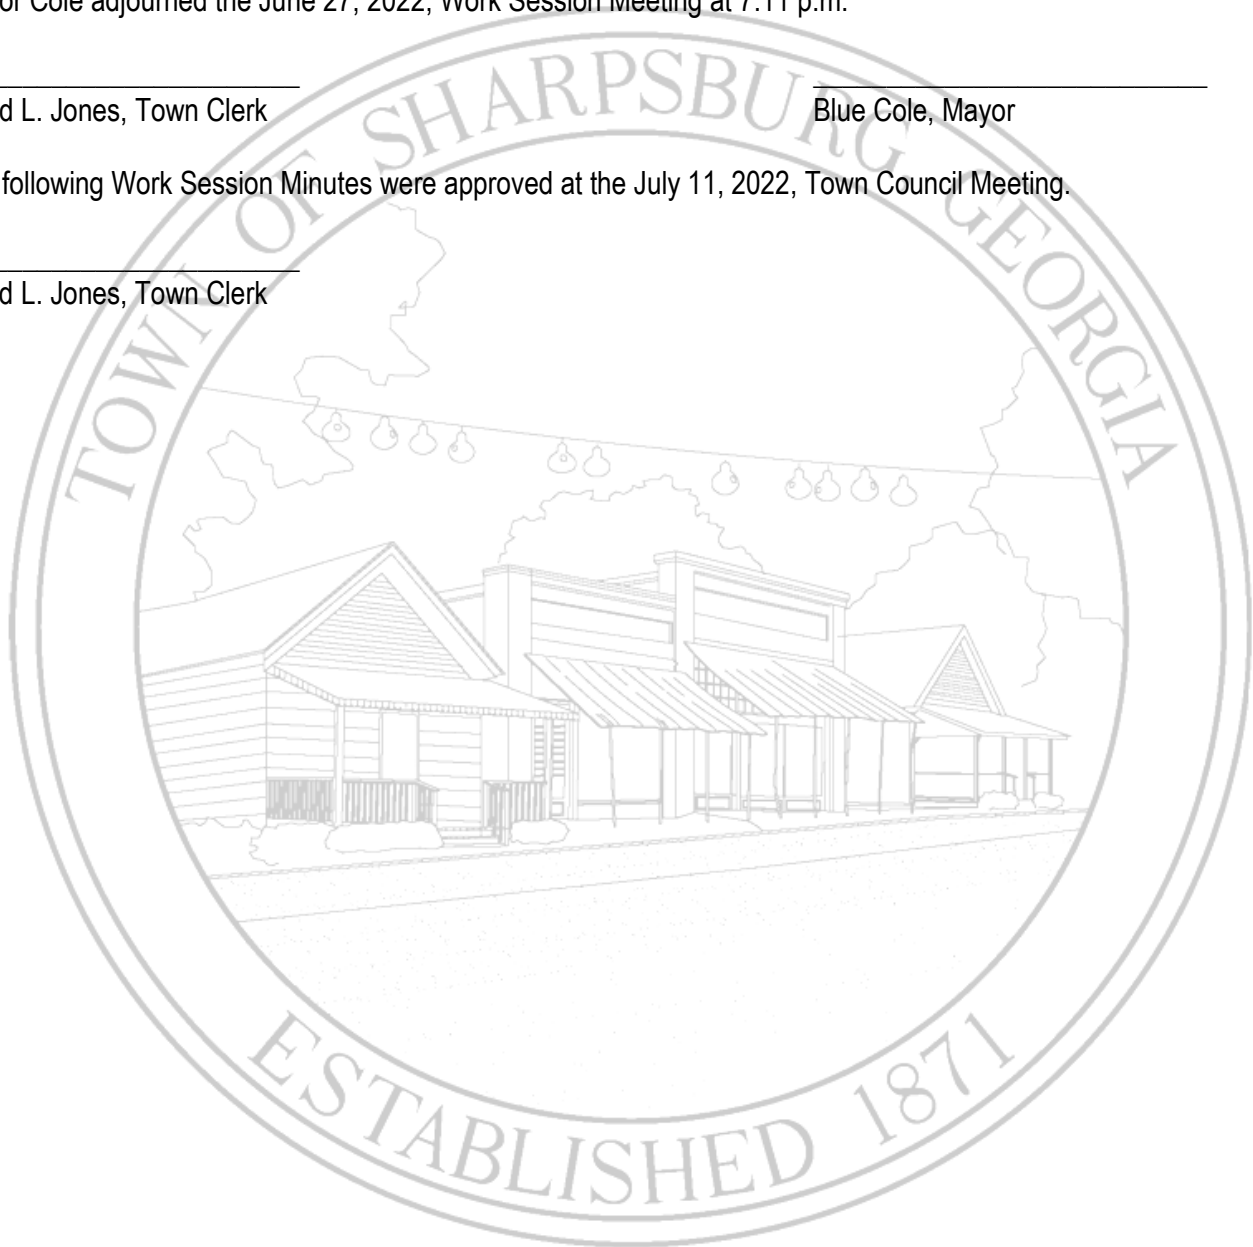 or Cole adjourned the June 27, 2022, Work Session Meeting at 7:11 p.m.
d L. Jones, Town Clerk
Blue Cole, Mayor
following Work Session Minutes were approved at the July 11, 2022, Town Council Meeting.
d L. Jones, Town Clerk
TOWN OF SHARPSBURG GEORGIA
ESTABLISHED 1871